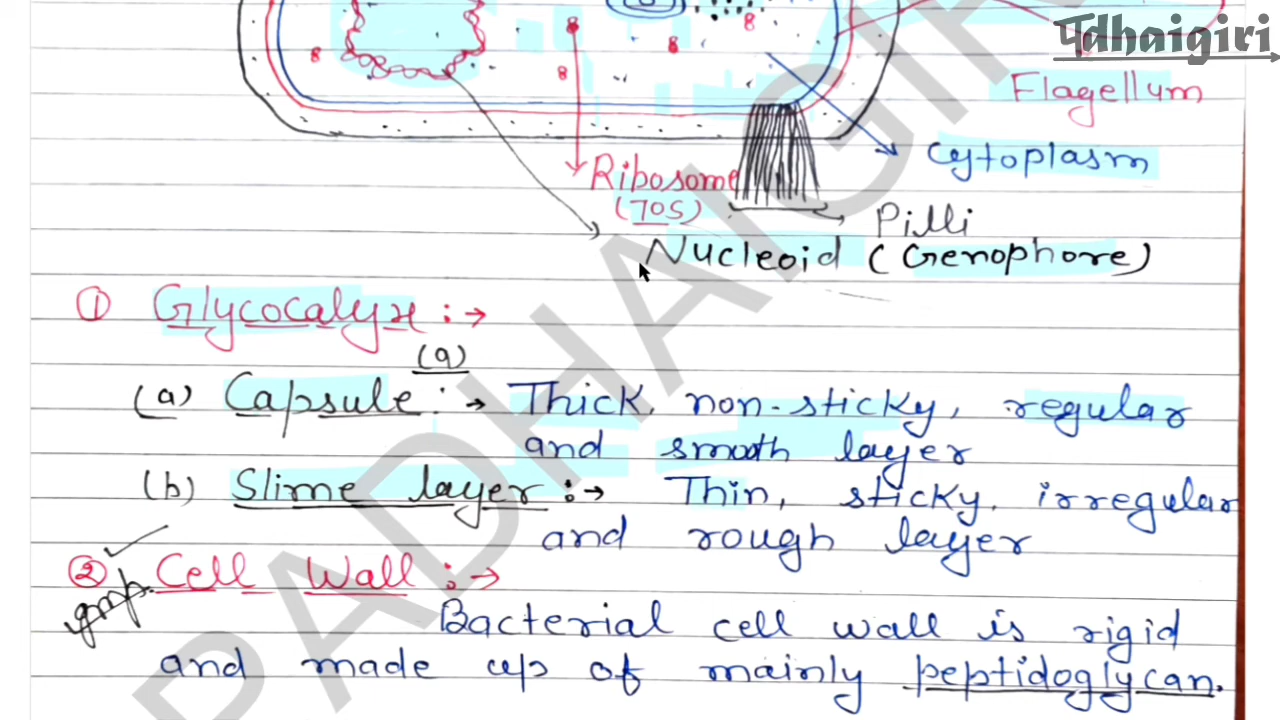 पdhaigiri
Flagellum
Cytoplasm
Ribosome
(70S)
Pilli
Nucleoid (Genophore)
① Glycocalyx :→
(a)
(a) Capsule :→ Thick, non-sticky, regular
and smooth layer
(b) Slime layer :→ Thin, sticky, irregular
and rough layer
② Cell Wall :→
Imp.
Bacterial cell wall is rigid
and made up of mainly peptidoglycan.
PADHAIGIRI